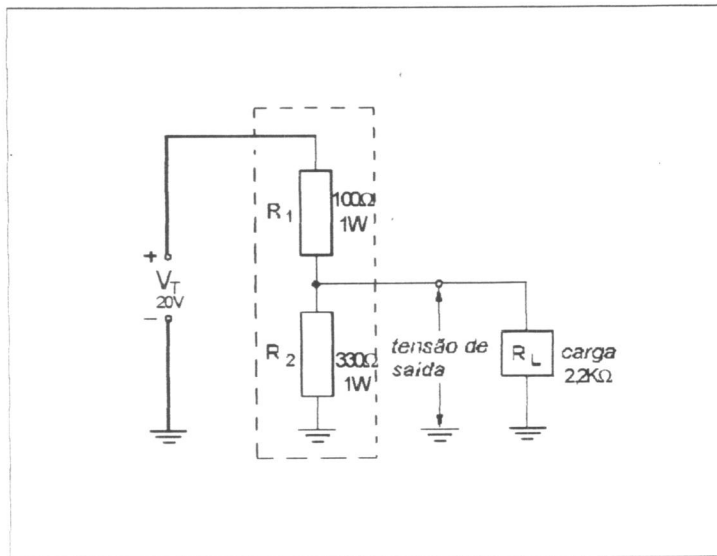 R1
100Ω
1W
+
VT
20V
−
R2
330Ω
1W
tensão de
saída
RL
carga
2,2KΩ